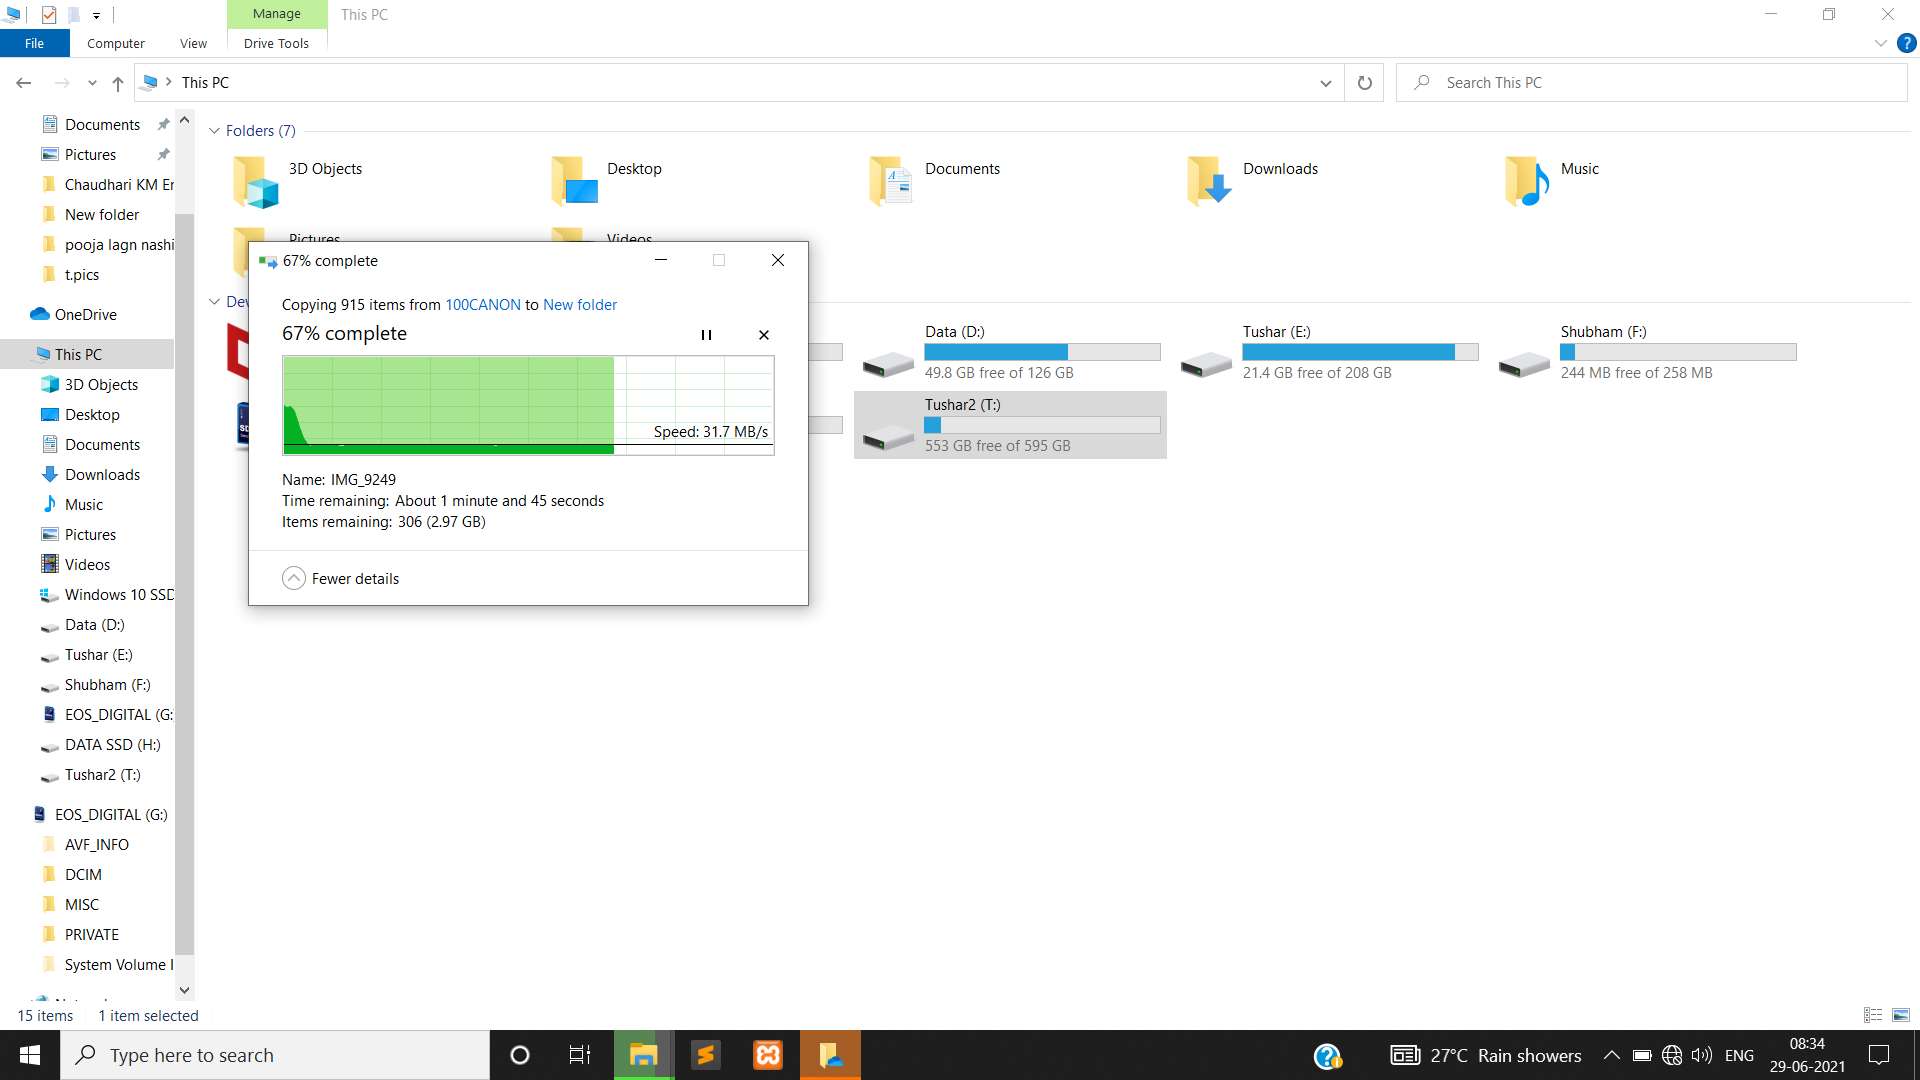 Manage
This PC
File
Computer
View
Drive Tools
This PC
Search This PC
Documents
Pictures
Chaudhari KM Er
New folder
pooja lagn nashi
t.pics
OneDrive
This PC
3D Objects
Desktop
Documents
Downloads
Music
Pictures
Videos
Windows 10 SSD
Data (D:)
Tushar (E:)
Shubham (F:)
EOS_DIGITAL (G:
DATA SSD (H:)
Tushar2 (T:)
EOS_DIGITAL (G:)
AVF_INFO
DCIM
MISC
PRIVATE
System Volume I
Folders (7)
3D Objects
Desktop
Documents
Downloads
Music
Pictures
Videos
67% complete
Copying 915 items from 100CANON to New folder
67% complete
Speed: 31.7 MB/s
Name: IMG_9249
Time remaining: About 1 minute and 45 seconds
Items remaining: 306 (2.97 GB)
Fewer details
Dev
Data (D:)
49.8 GB free of 126 GB
Tushar (E:)
21.4 GB free of 208 GB
Shubham (F:)
244 MB free of 258 MB
Tushar2 (T:)
553 GB free of 595 GB
15 items
1 item selected
Type here to search
27°C Rain showers
ENG
08:34
29-06-2021